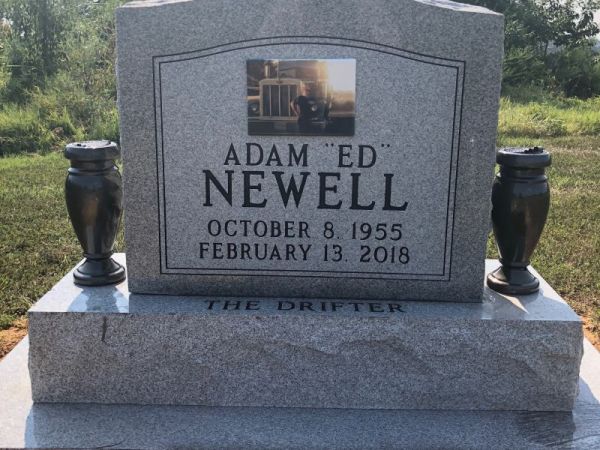 ADAM "ED"
NEWELL
OCTOBER 8, 1955
FEBRUARY 13, 2018
THE DRIFTER